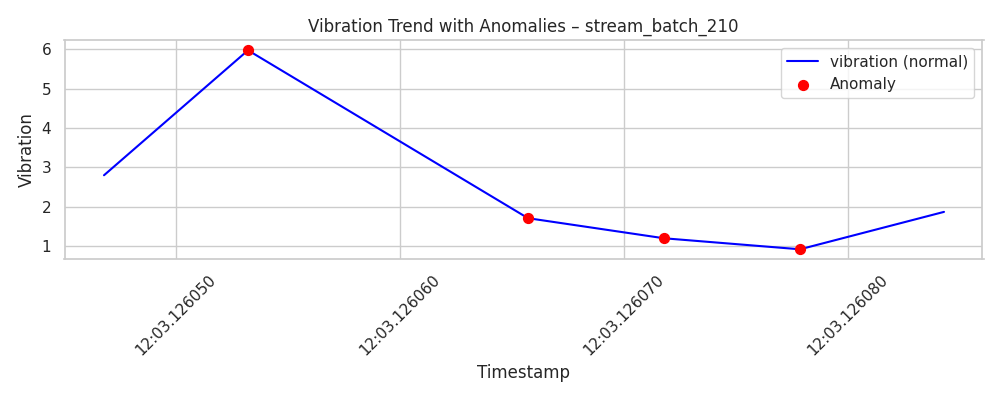 Vibration Trend with Anomalies – stream_batch_210
vibration (normal)
Anomaly
Vibration
6
5
4
3
2
1
12:03.126050
12:03.126060
12:03.126070
12:03.126080
Timestamp